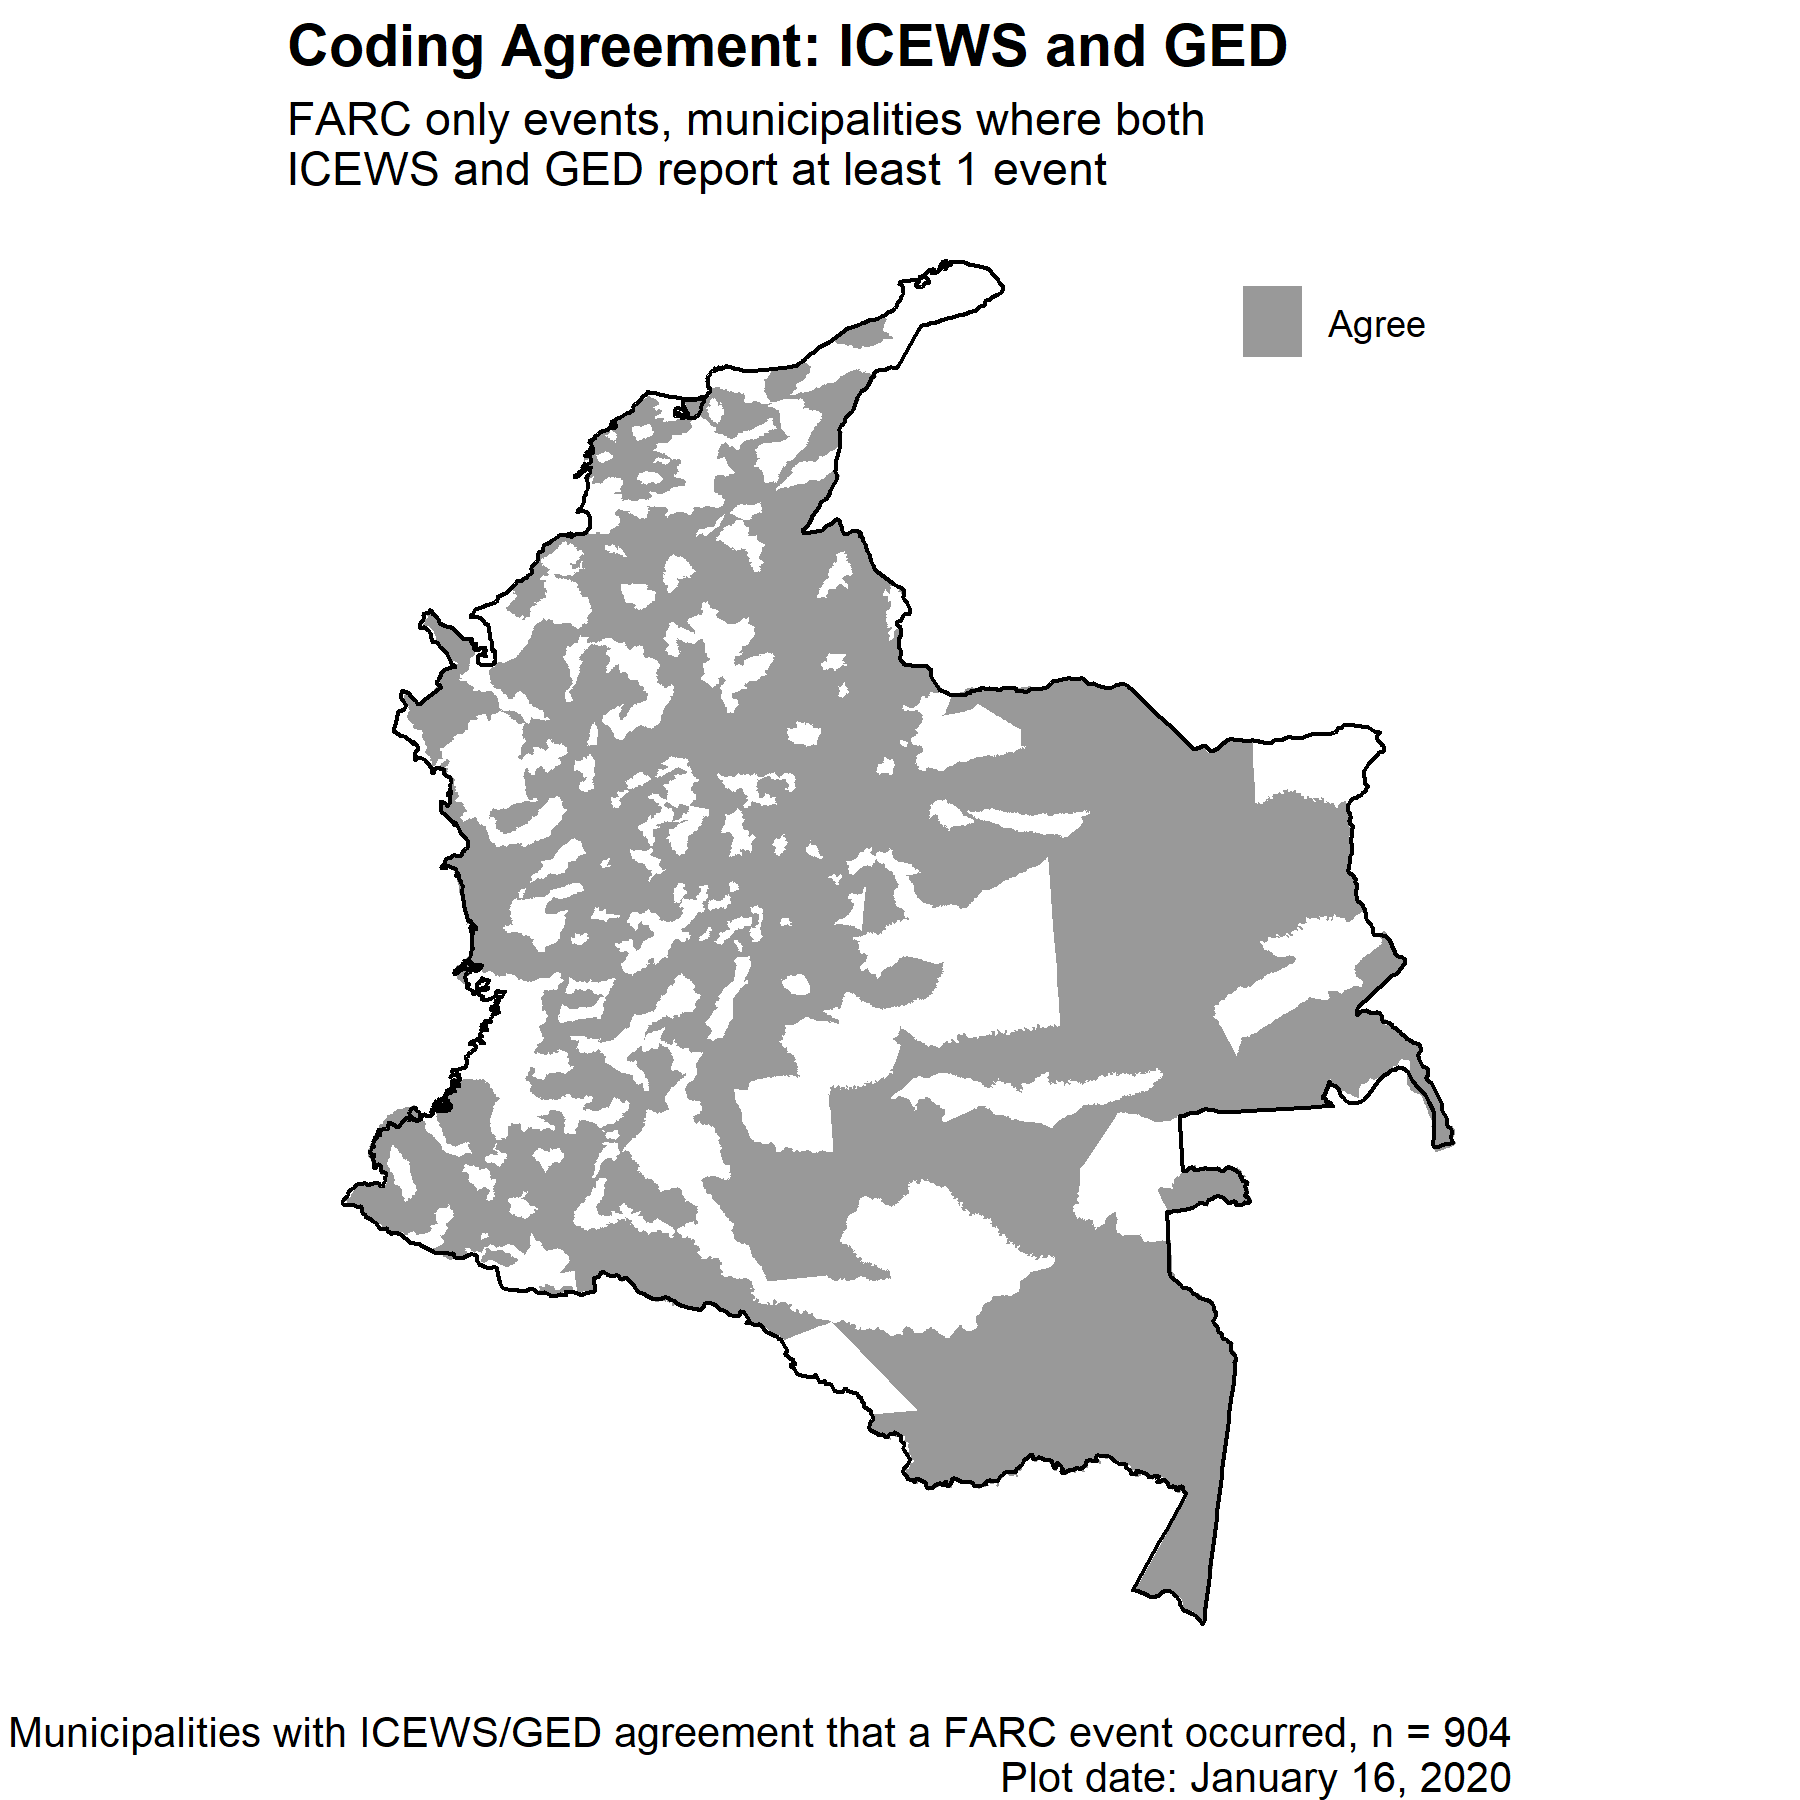 Coding Agreement: ICEWS and GED
FARC only events, municipalities where both
ICEWS and GED report at least 1 event
Agree
Municipalities with ICEWS/GED agreement that a FARC event occurred, n = 904
Plot date: January 16, 2020